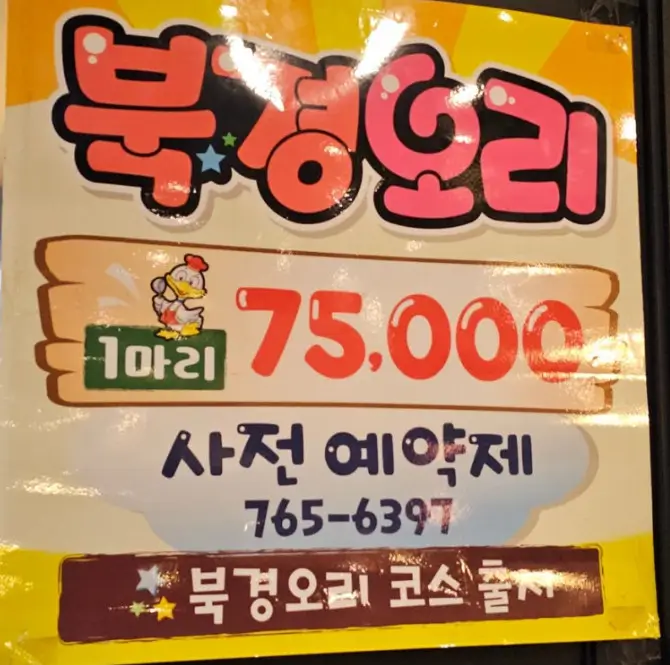 북경오리
1마리 75,000
사전 예약제
765-6397
북경오리 코스 출시